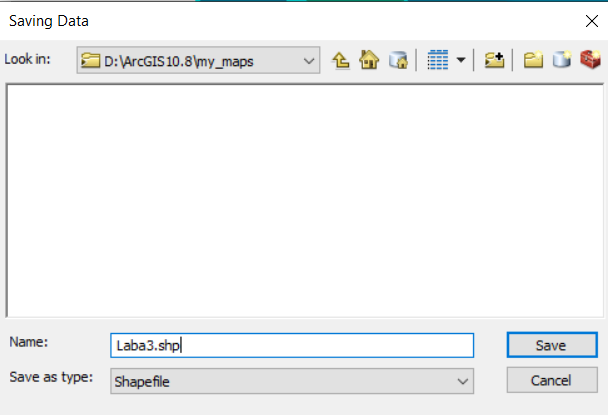 Saving Data
Look in: D:\ArcGIS10.8\my_maps
Name: Laba3.shp Save
Save as type: Shapefile Cancel